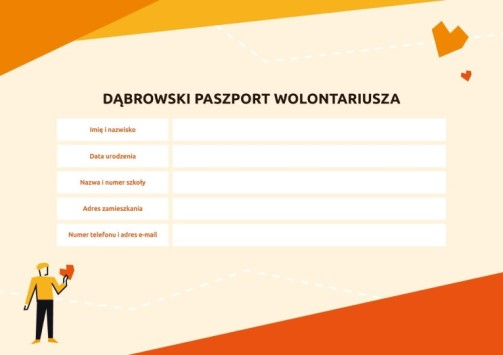 DĄBROWSKI PASZPORT WOLONTARIUSZA
Imię i nazwisko
Data urodzenia
Nazwa i numer szkoły
Adres zamieszkania
Numer telefonu i adres e-mail